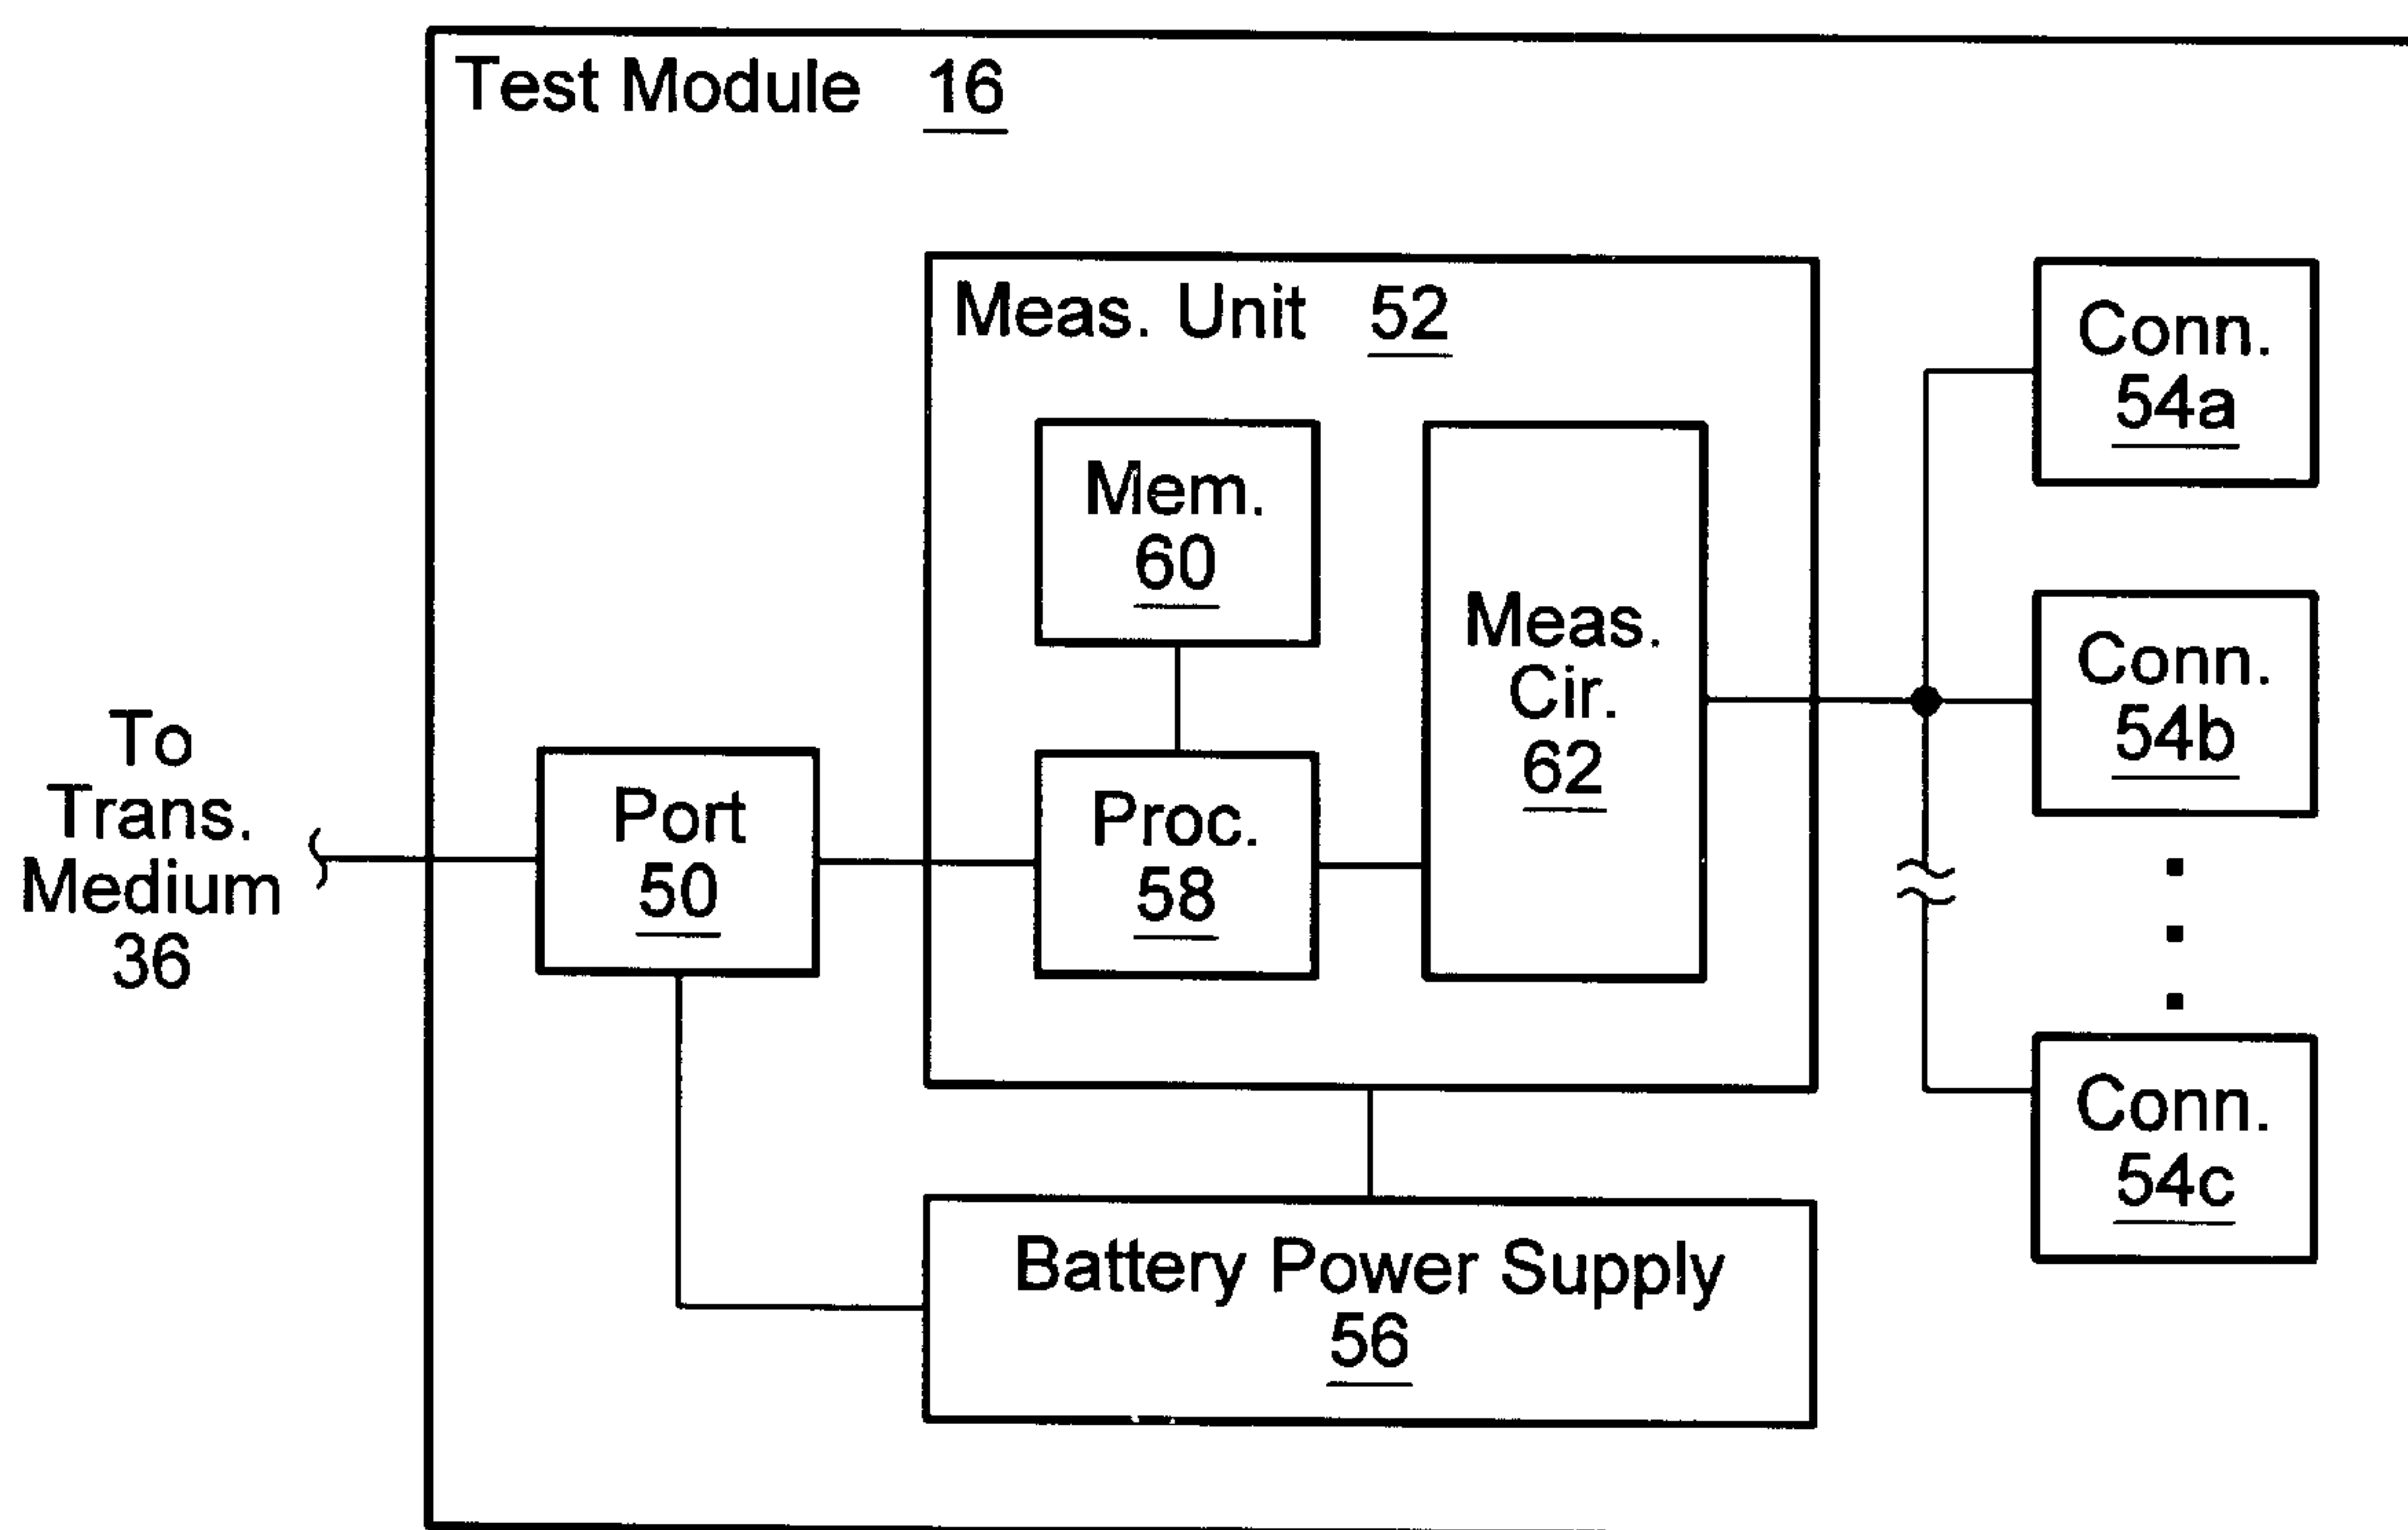 Test Module 16
Meas. Unit 52
Conn.
54a
Mem.
60
Meas.
Cir.
62
Conn.
54b
To
Trans.
Medium
36
Port
50
Proc.
58
Conn.
54c
Battery Power Supply
56